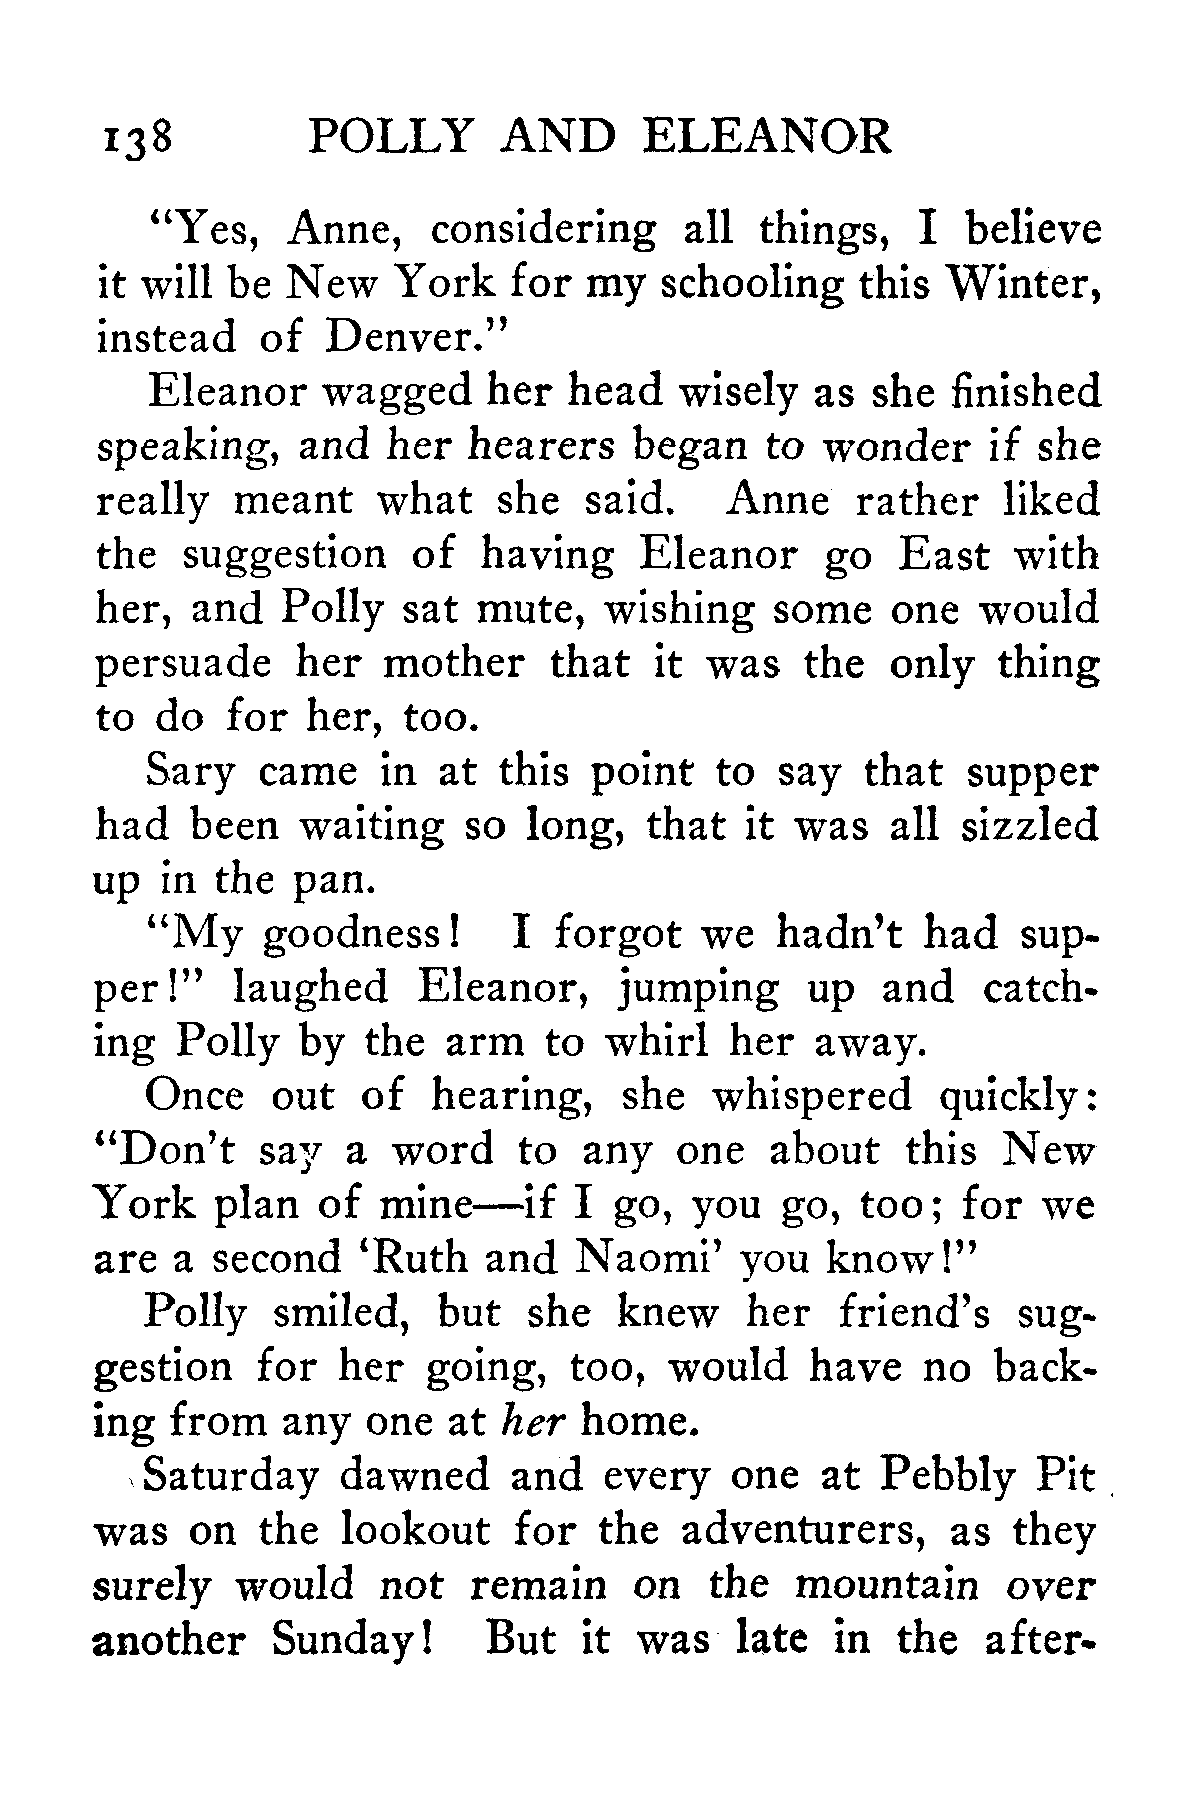 138 POLLY AND ELEANOR
“Yes, Anne, considering all things, I believe
it will be New York for my schooling this Winter,
instead of Denver.”
Eleanor wagged her head wisely as she finished
speaking, and her hearers began to wonder if she
really meant what she said. Anne rather liked
the suggestion of having Eleanor go East with
her, and Polly sat mute, wishing some one would
persuade her mother that it was the only thing
to do for her, too.
Sary came in at this point to say that supper
had been waiting so long, that it was all sizzled
up in the pan.
“My goodness! I forgot we hadn’t had sup-
per!” laughed Eleanor, jumping up and catch-
ing Polly by the arm to whirl her away.
Once out of hearing, she whispered quickly:
“Don’t say a word to any one about this New
York plan of mine—if I go, you go, too; for we
are a second ‘Ruth and Naomi’ you know!”
Polly smiled, but she knew her friend’s sug-
gestion for her going, too, would have no back-
ing from any one at her home.
Saturday dawned and every one at Pebbly Pit
was on the lookout for the adventurers, as they
surely would not remain on the mountain over
another Sunday! But it was late in the after-